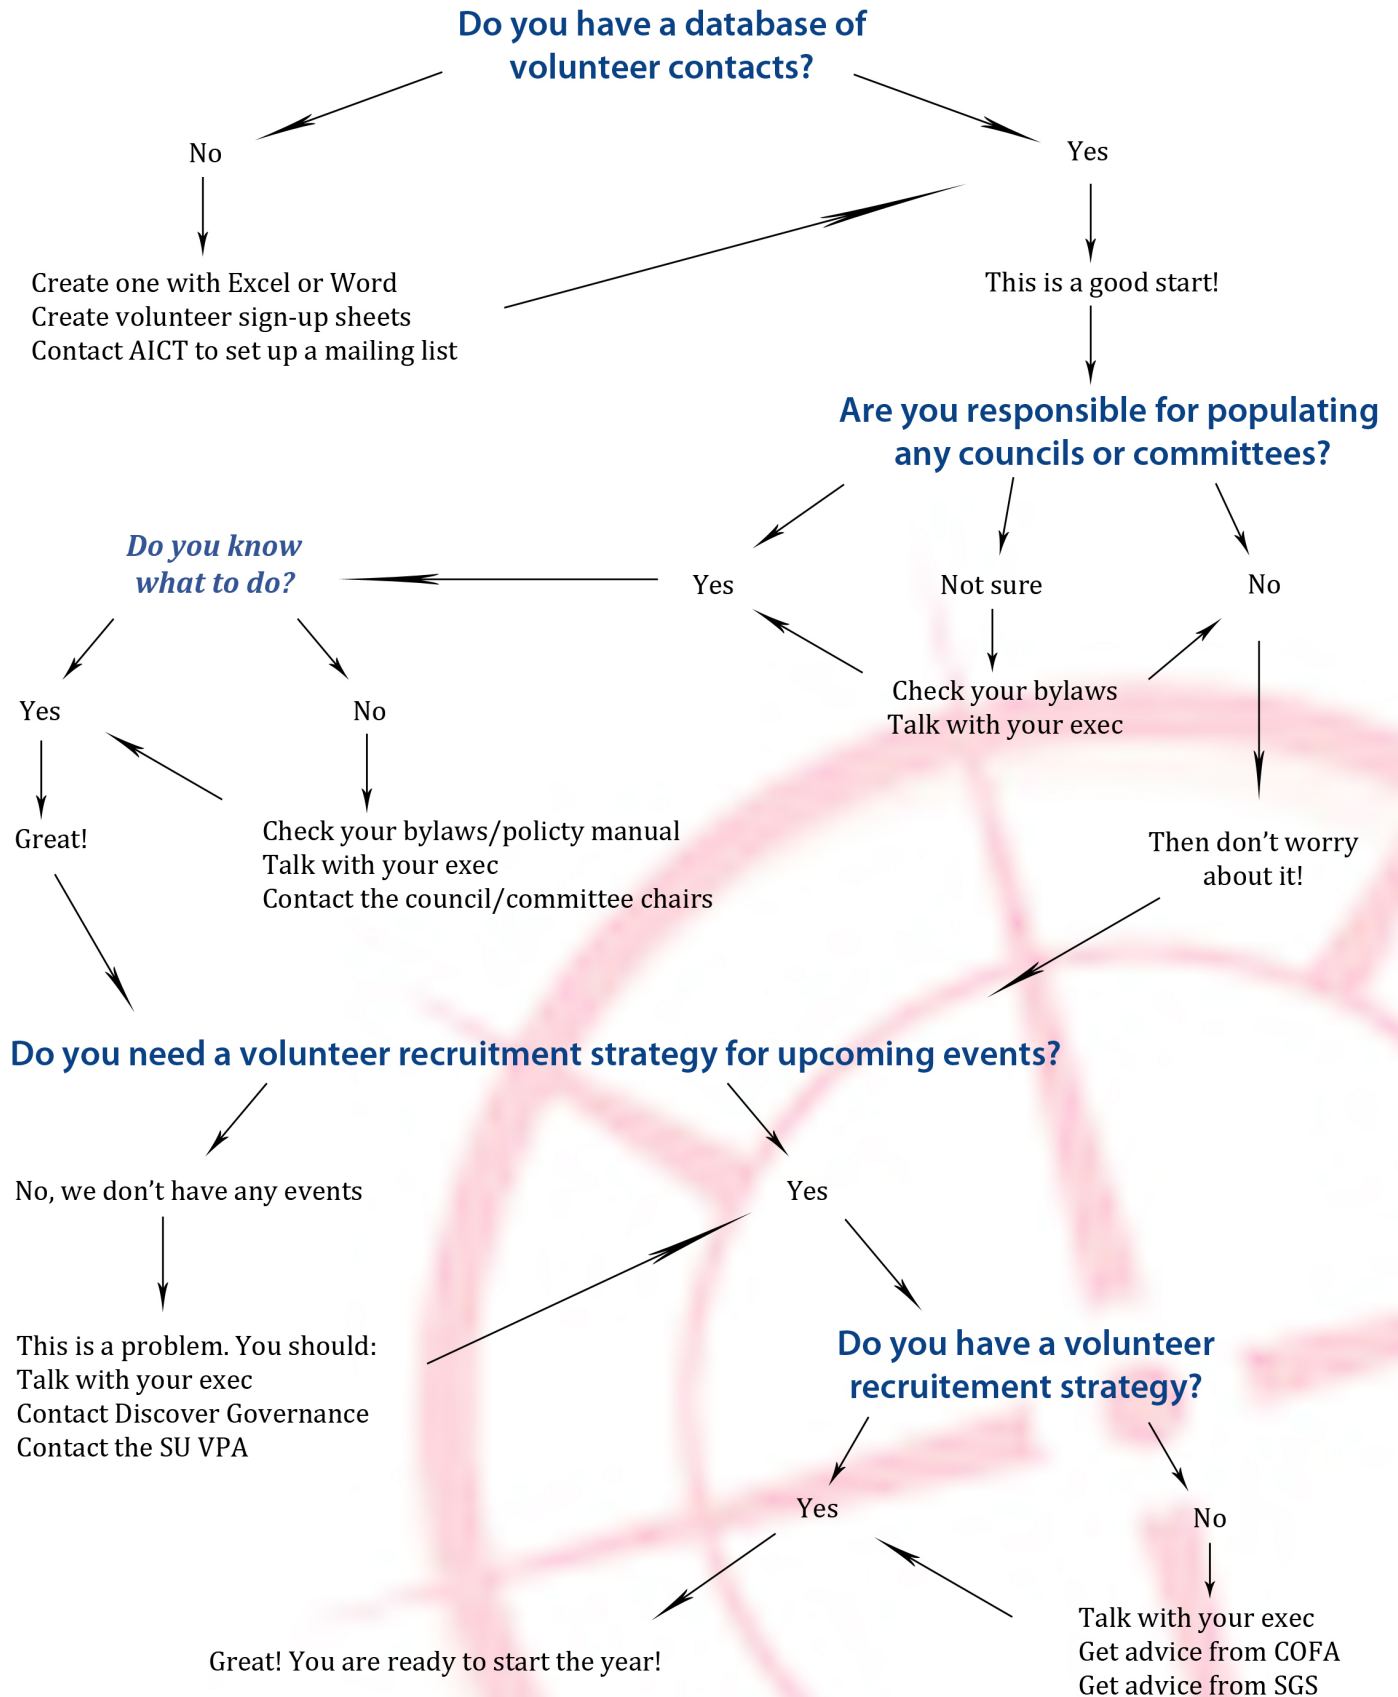 Do you have a database of
volunteer contacts?
No
Yes
Create one with Excel or Word
Create volunteer sign-up sheets
Contact AICT to set up a mailing list
This is a good start!
Are you responsible for populating
any councils or committees?
Do you know
what to do?
Yes
Not sure
No
Check your bylaws
Talk with your exec
Yes
No
Great!
Check your bylaws/policty manual
Talk with your exec
Contact the council/committee chairs
Then don't worry
about it!
Do you need a volunteer recruitment strategy for upcoming events?
No, we don't have any events
Yes
This is a problem. You should:
Talk with your exec
Contact Discover Governance
Contact the SU VPA
Do you have a volunteer
recruitement strategy?
Yes
No
Great! You are ready to start the year!
Talk with your exec
Get advice from COFA
Get advice from SGS